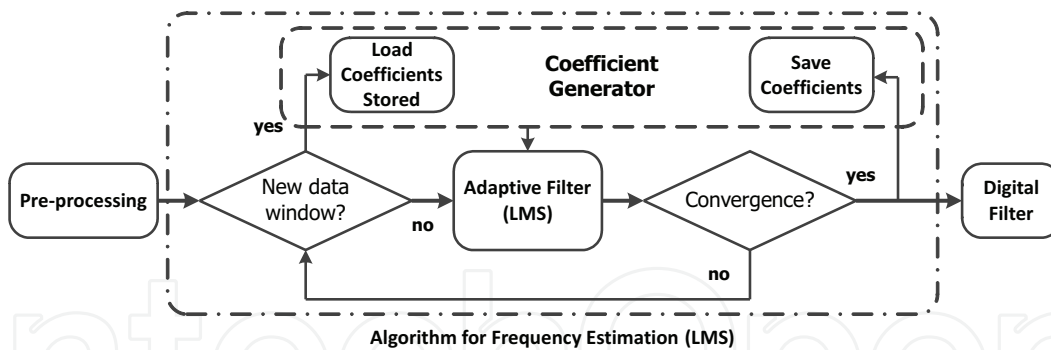 Load
Coefficients
Stored
Coefficient
Generator
Save
Coefficients
yes
Pre-processing
New data
window?
no
Adaptive Filter
(LMS)
Convergence?
yes
no
Digital
Filter
Algorithm for Frequency Estimation (LMS)